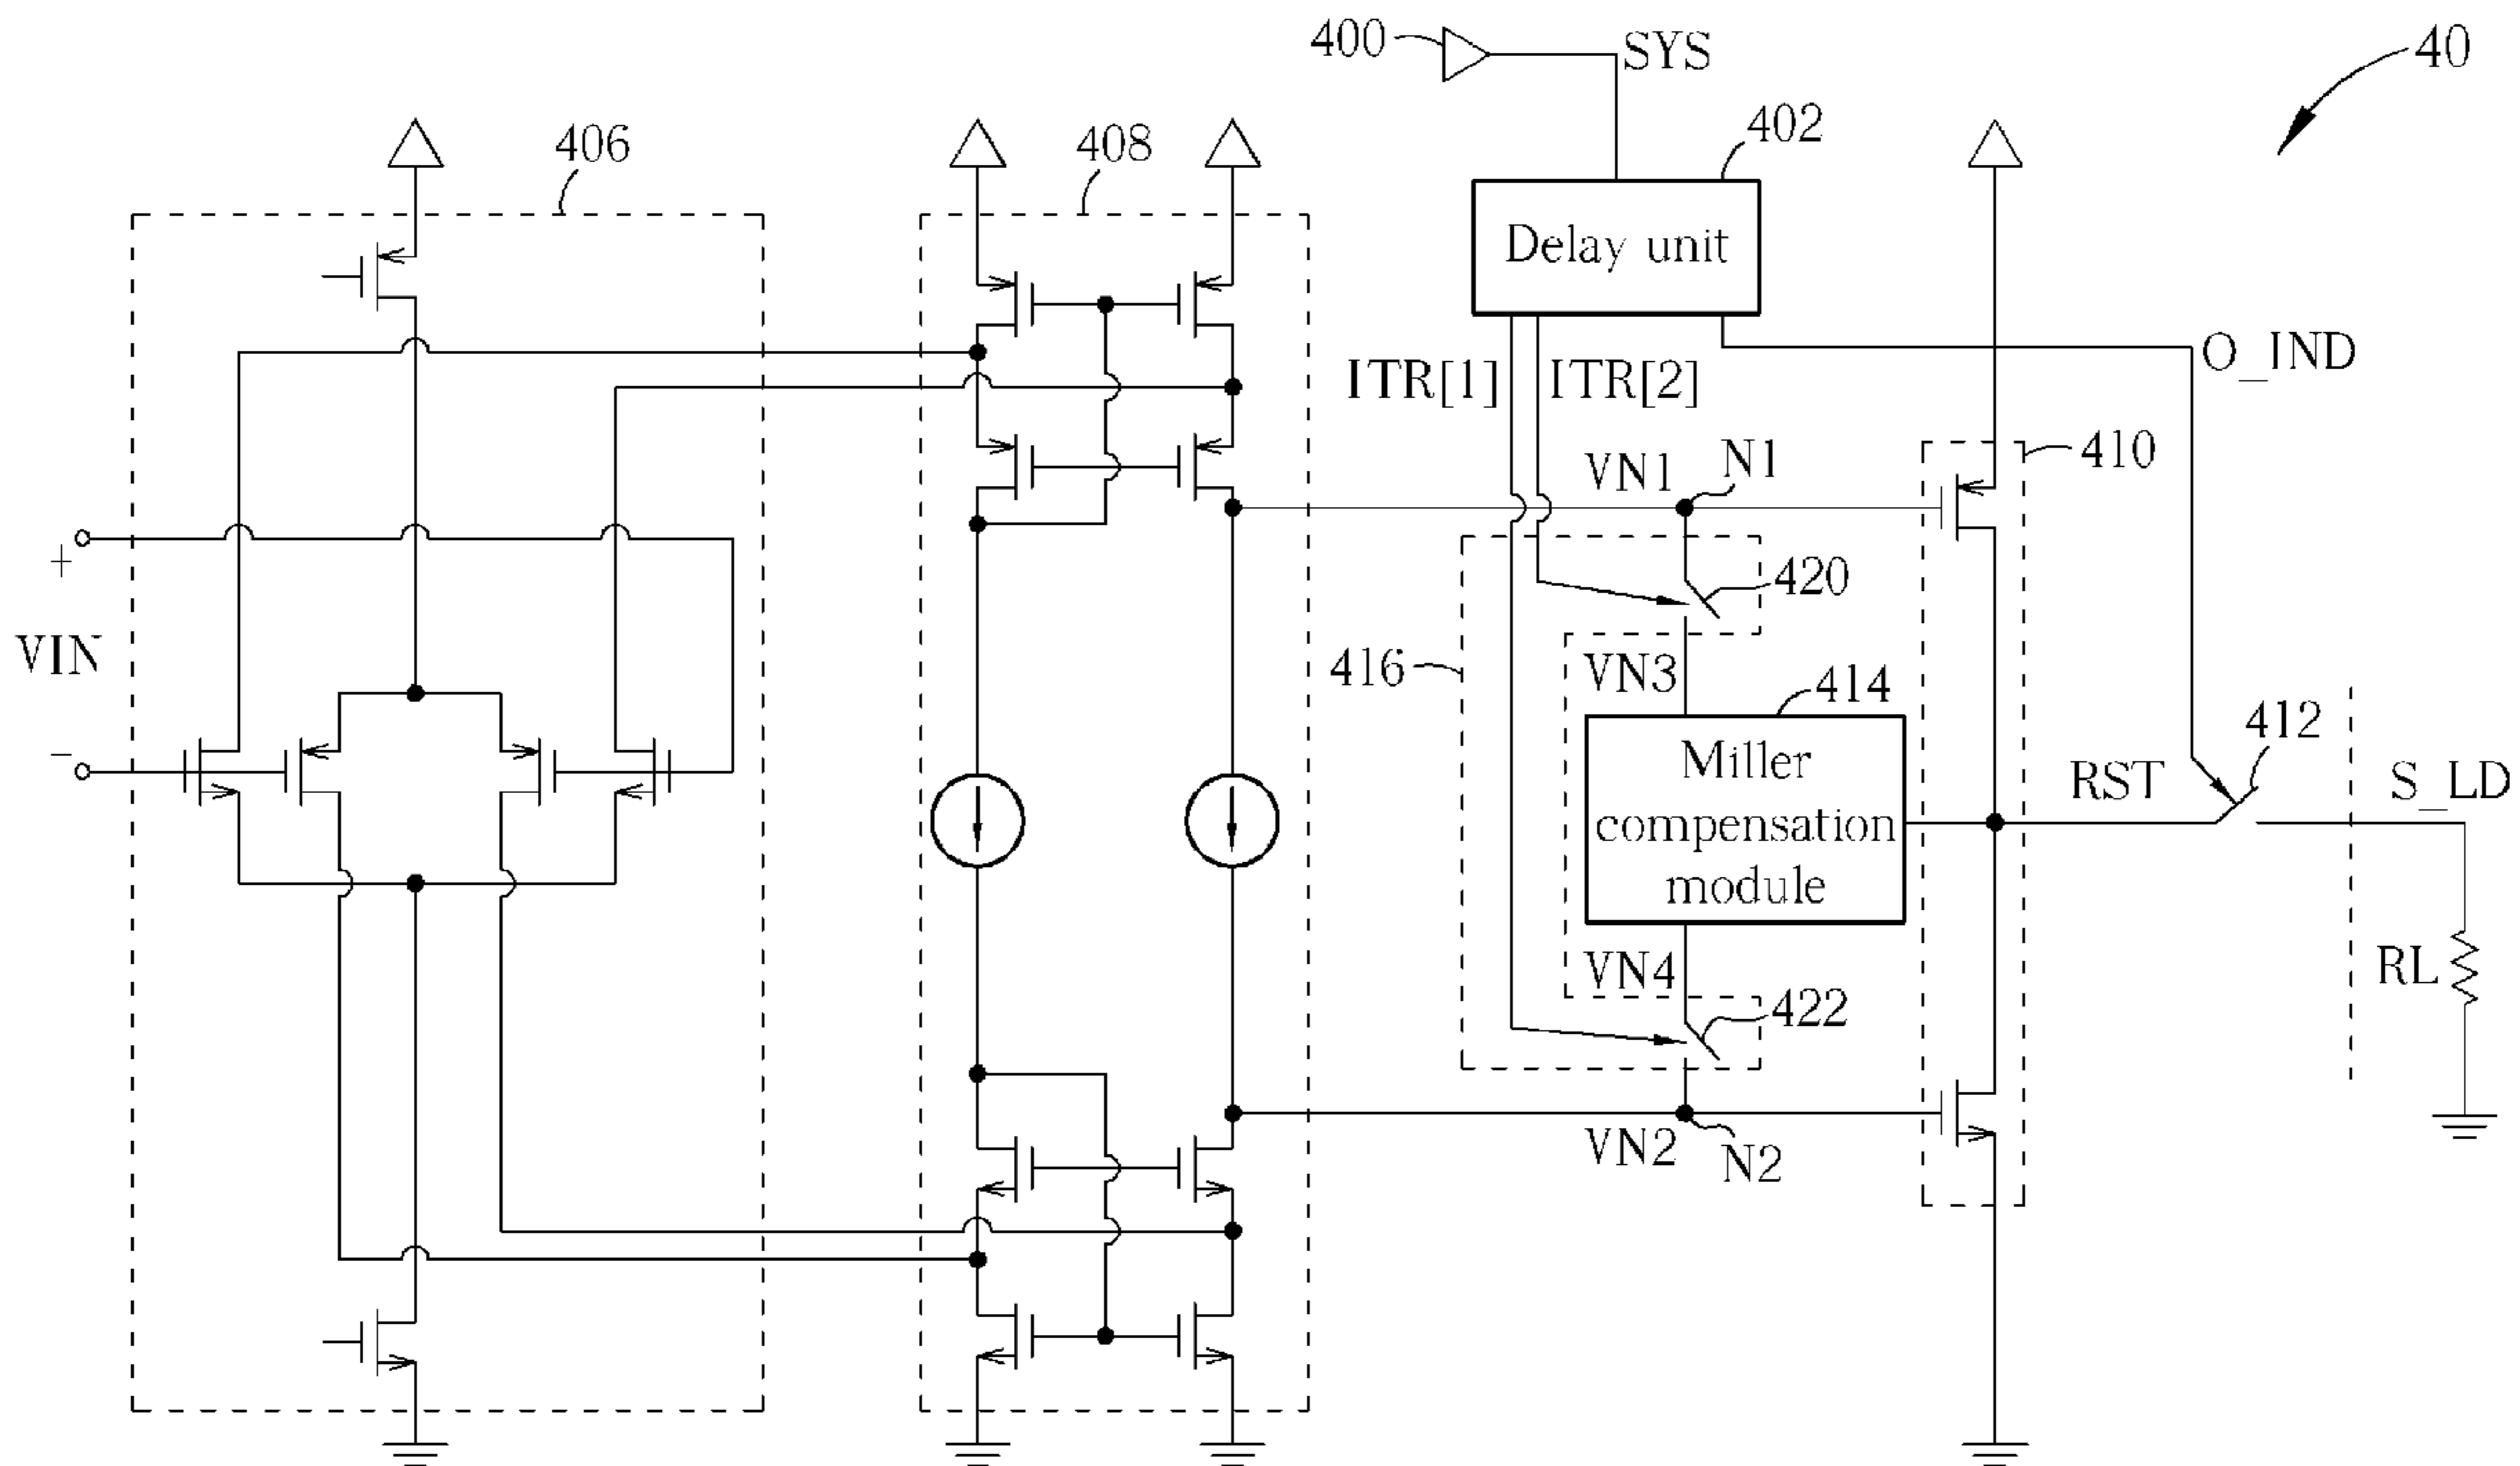 400
SYS
40
406
408
402
Delay unit
ITR[1]
ITR[2]
O_IND
VN1
N1
410
+
VIN
−
420
416
VN3
414
Miller
compensation
module
412
RST
S_LD
VN4
422
RL
VN2
N2